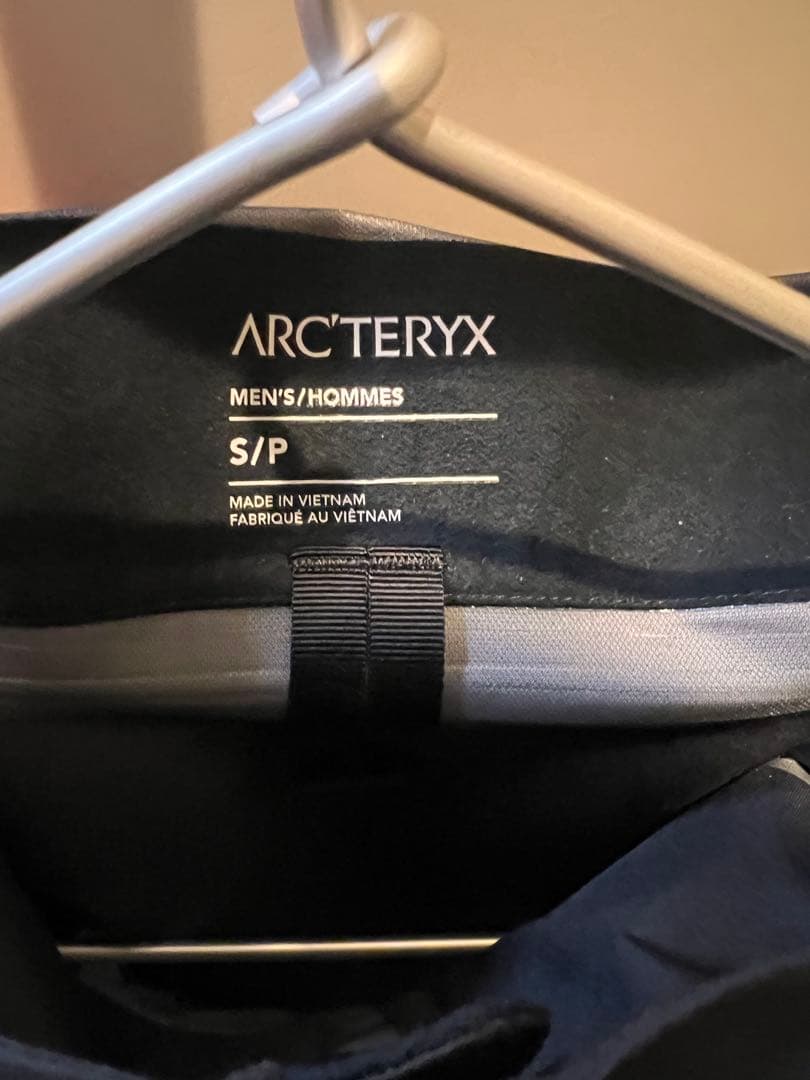 ARC'TERYX
MEN'S/HOMMES
S/P
MADE IN VIETNAM
FABRIQUÉ AU VIÊTNAM